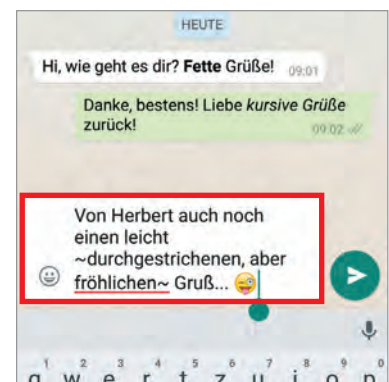 HEUTE
Hi, wie geht es dir? Fette Grüße! 09:01
Danke, bestens! Liebe kursive Grüße
zurück! 09:02
Von Herbert auch noch
einen leicht
~durchgestrichenen, aber
fröhlichen~ Gruß... 😜
1 2 3 4 5 6 7 8 9 0
q w e r t z u i o p